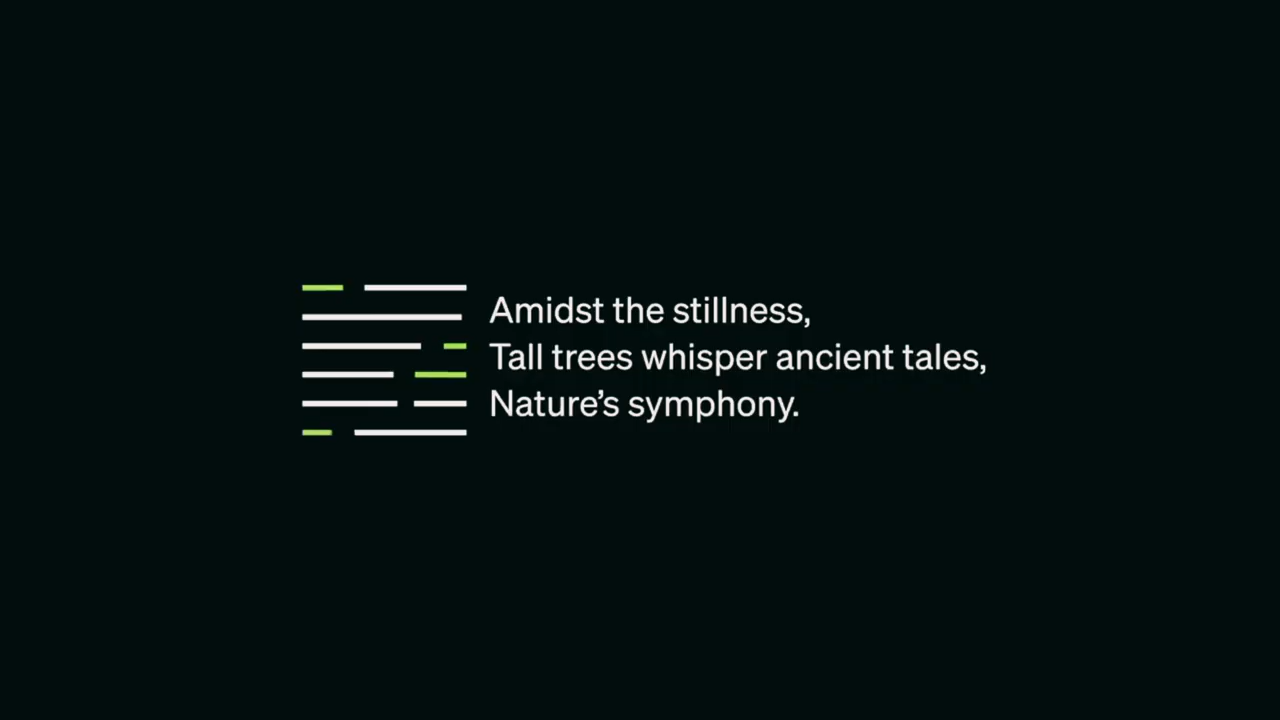 Amidst the stillness,
Tall trees whisper ancient tales,
Nature’s symphony.